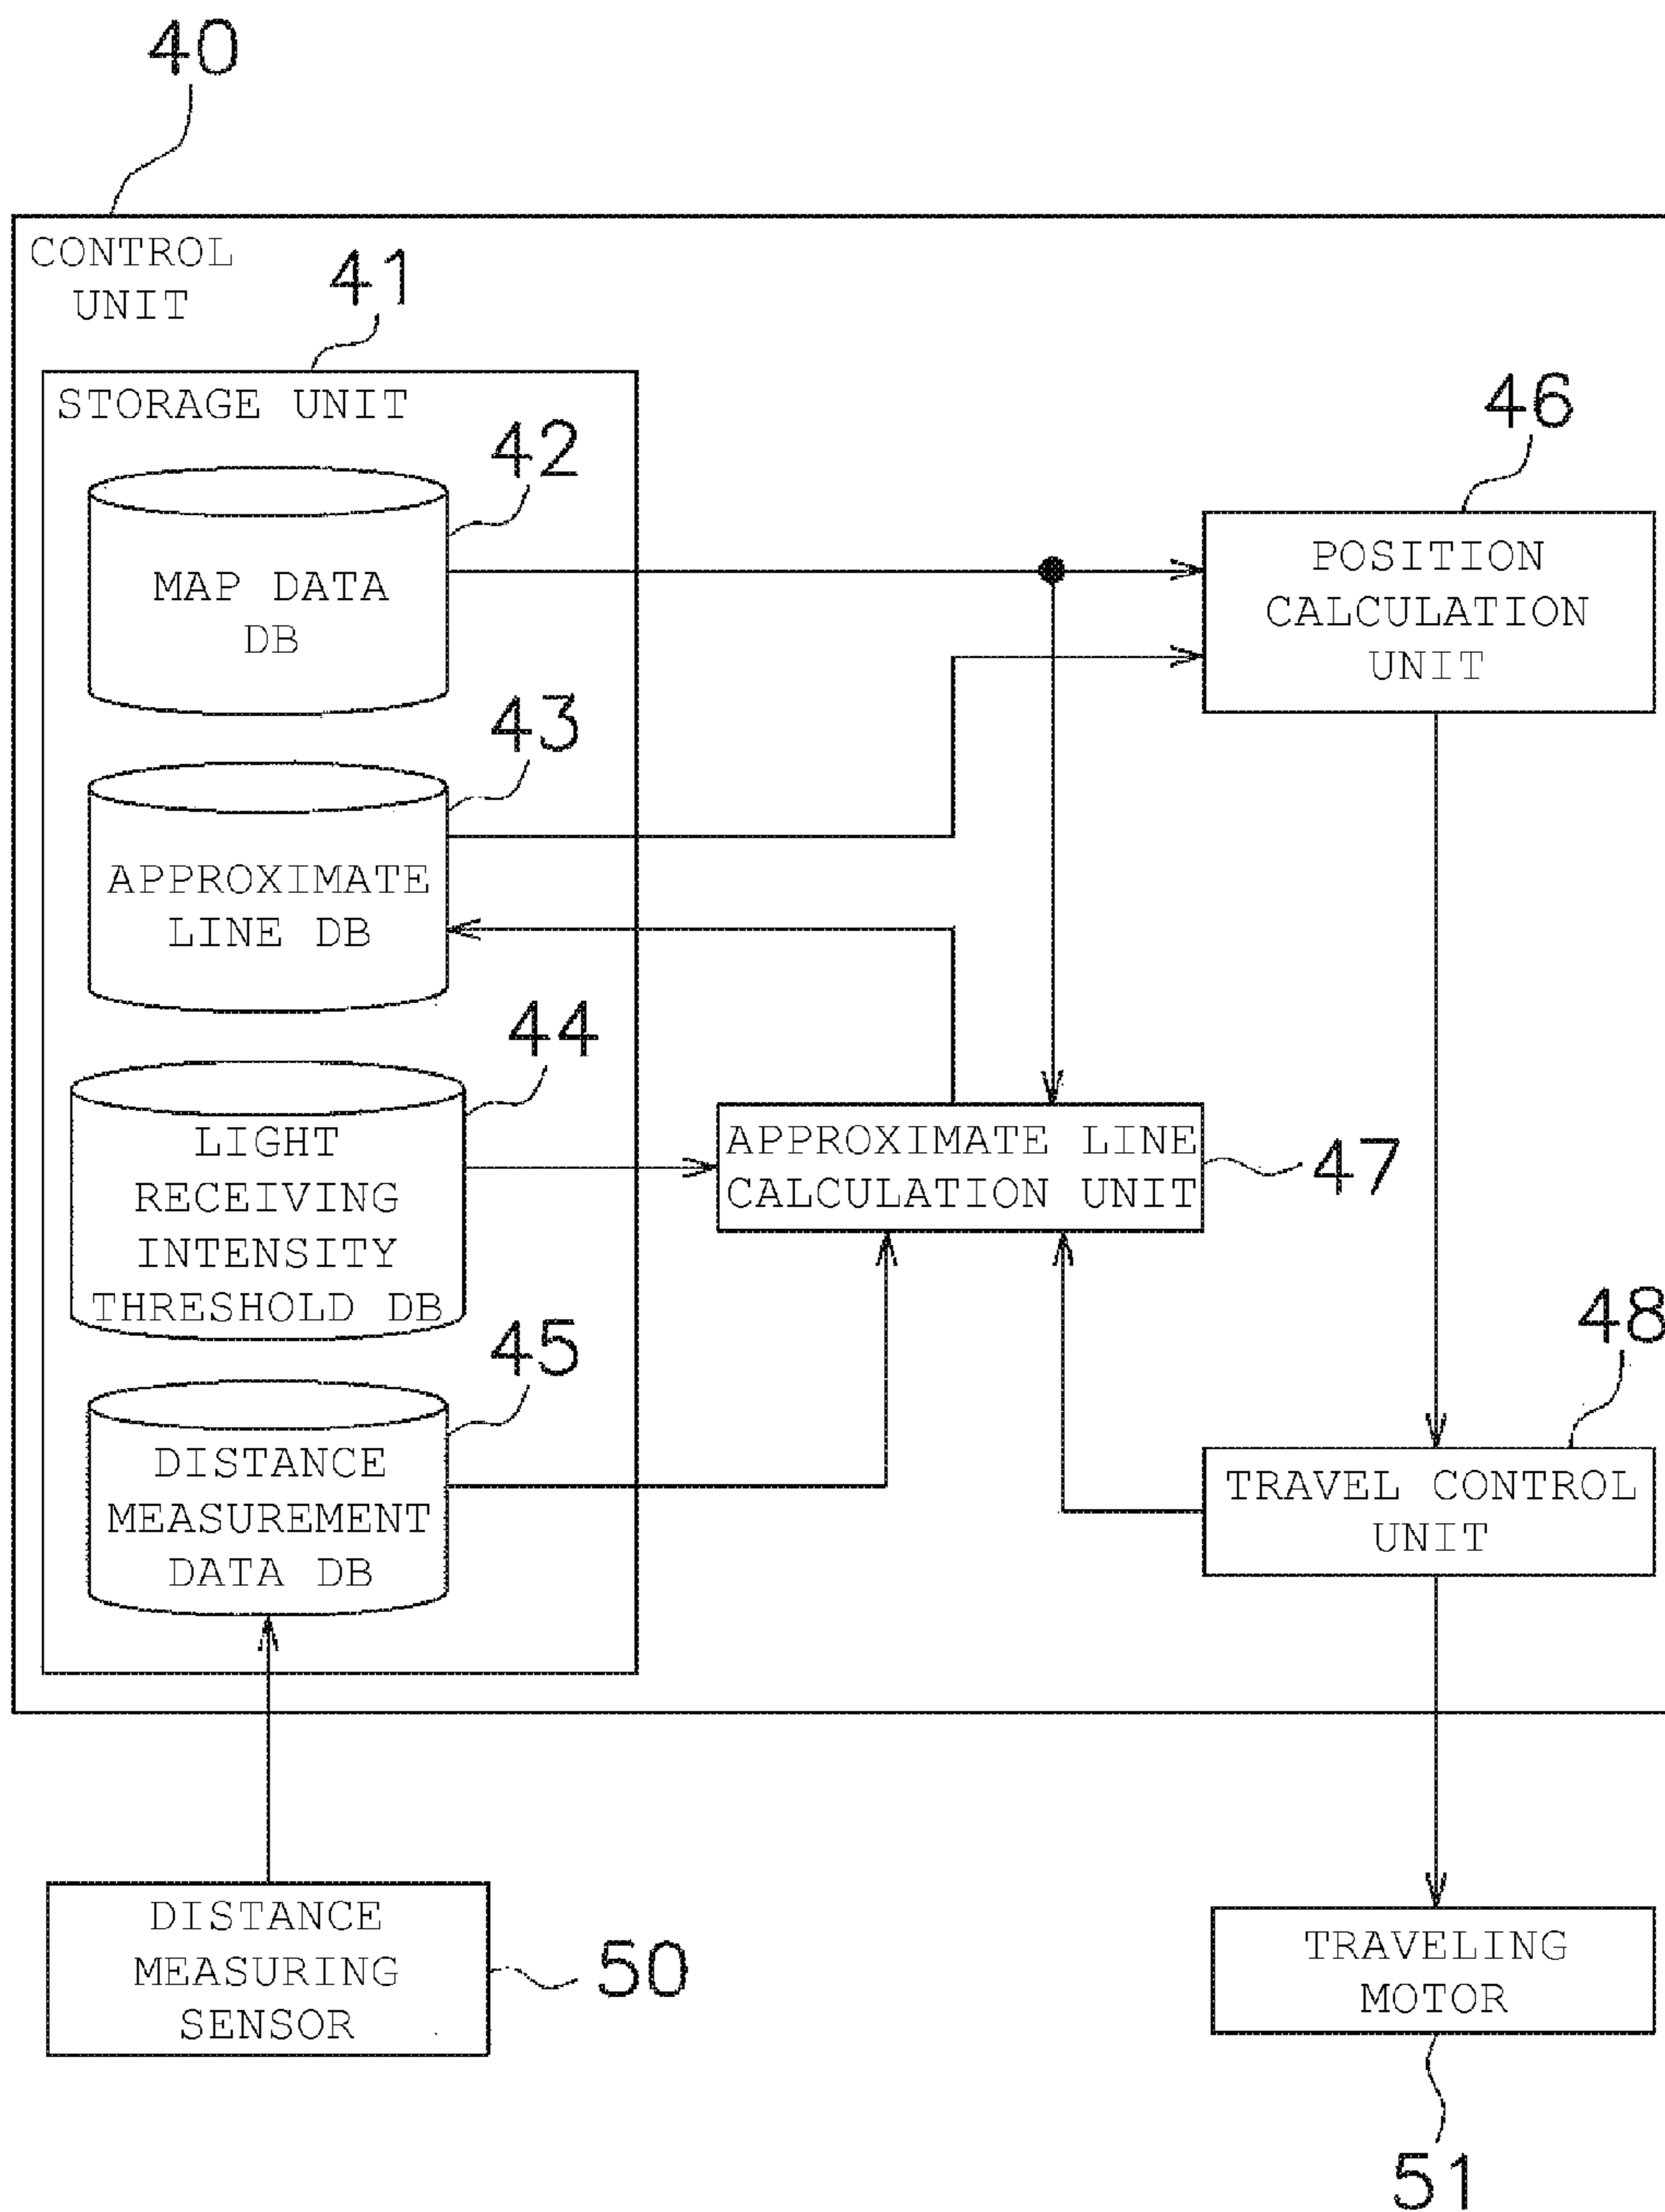 40
CONTROL
UNIT
41
STORAGE UNIT
42
MAP DATA
DB
43
APPROXIMATE
LINE DB
44
LIGHT
RECEIVING
INTENSITY
THRESHOLD DB
45
DISTANCE
MEASUREMENT
DATA DB
46
POSITION
CALCULATION
UNIT
APPROXIMATE LINE
CALCULATION UNIT
47
48
TRAVEL CONTROL
UNIT
DISTANCE
MEASURING
SENSOR
50
TRAVELING
MOTOR
51